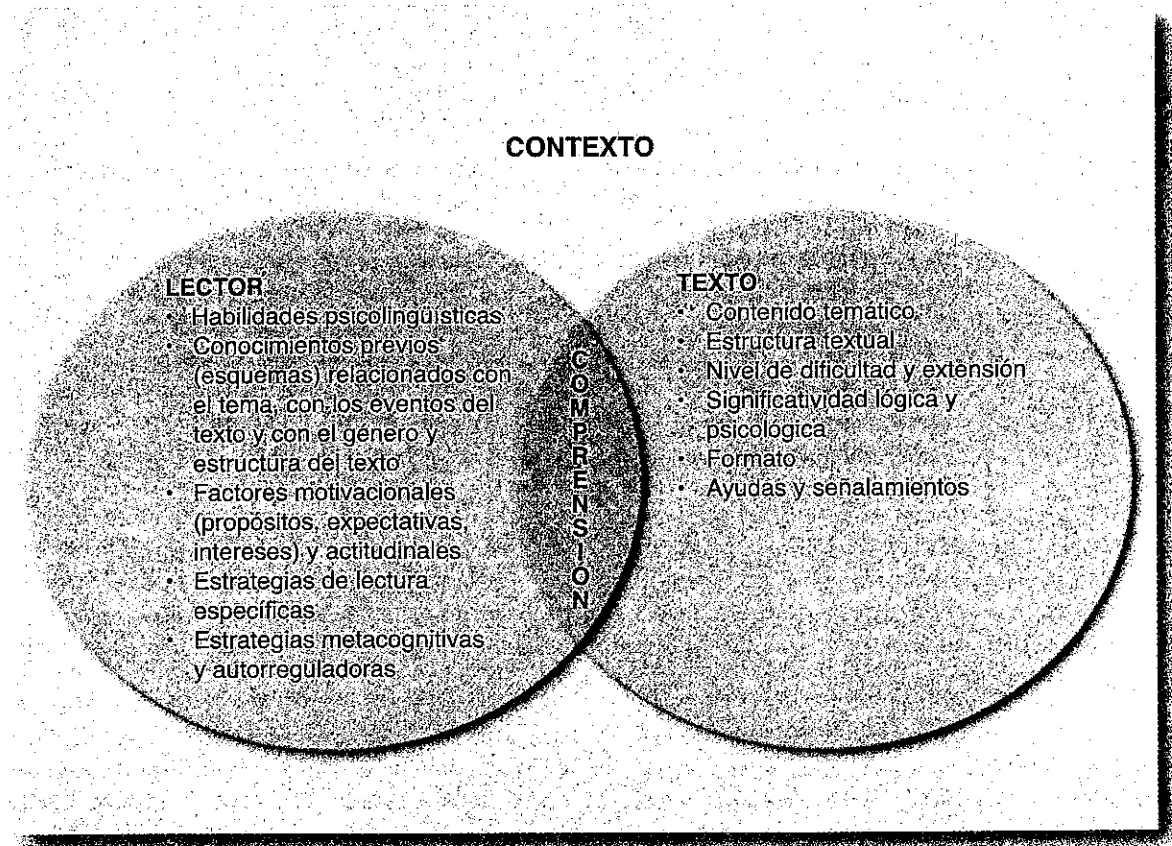 CONTEXTO
LECTOR
• Habilidades psicolingüísticas
• Conocimientos previos
(esquemas) relacionados con
el tema, con los eventos del
texto y con el género y
estructura del texto
• Factores motivacionales
(propósitos, expectativas,
intereses) y actitudinales
• Estrategias de lectura
específicas
• Estrategias metacognitivas
y autorreguladoras
COMPRENSION
TEXTO
• Contenido temático
• Estructura textual
• Nivel de dificultad y extensión
• Significatividad lógica y
psicológica
• Formato
• Ayudas y señalamientos